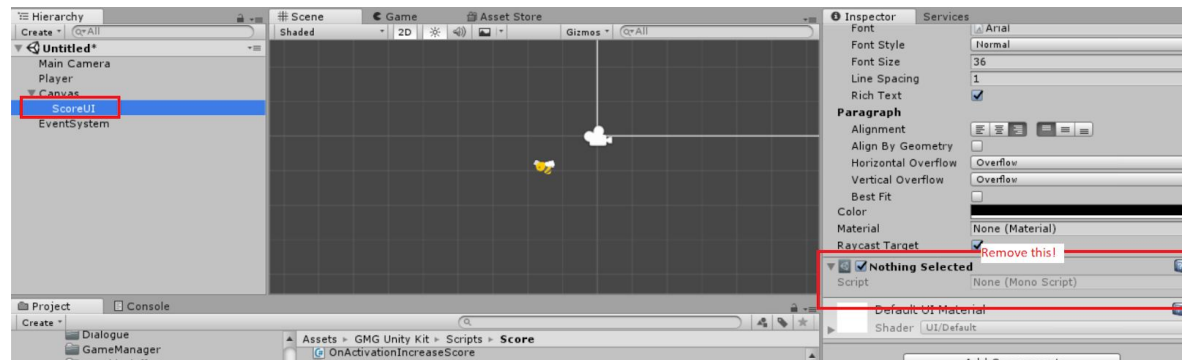 Hierarchy
Create
All
Untitled*
Main Camera
Player
Canvas
ScoreUI
EventSystem
Scene
Game
Asset Store
Shaded
2D
Gizmos
All
Inspector
Services
Font
Arial
Font Style
Normal
Font Size
36
Line Spacing
1
Rich Text
Paragraph
Alignment
Align By Geometry
Horizontal Overflow
Overflow
Vertical Overflow
Overflow
Best Fit
Color
Material
None (Material)
Raycast Target
Remove this!
Nothing Selected
Script
None (Mono Script)
Default UI Material
Shader
UI/Default
Project
Console
Create
Dialogue
GameManager
Assets ▸ GMG Unity Kit ▸ Scripts ▸ Score
OnActivationIncreaseScore